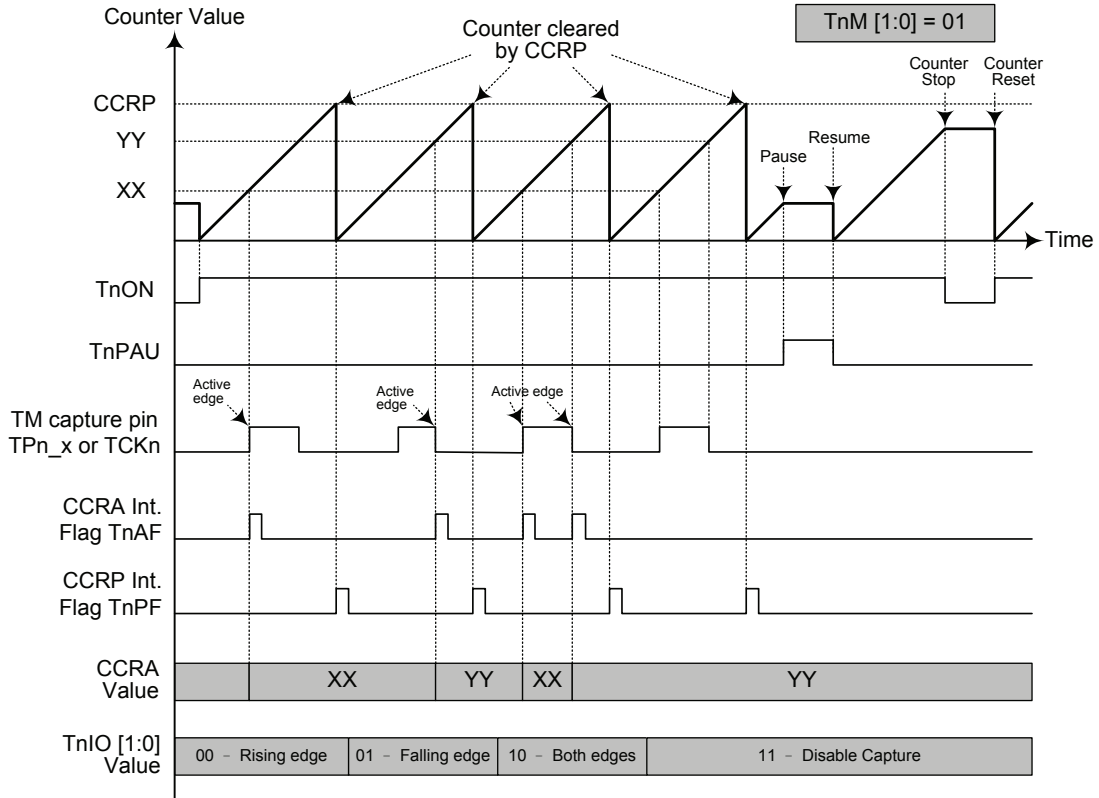 Counter Value
TnM [1:0] = 01
Counter cleared
by CCRP
Counter
Stop
Counter
Reset
CCRP
YY
XX
Pause
Resume
Time
TnON
TnPAU
Active
edge
Active
edge
Active edge
TM capture pin
TPn_x or TCKn
CCRA Int.
Flag TnAF
CCRP Int.
Flag TnPF
CCRA
Value
XX
YY
XX
YY
TnIO [1:0]
Value
00 – Rising edge
01 – Falling edge
10 – Both edges
11 – Disable Capture